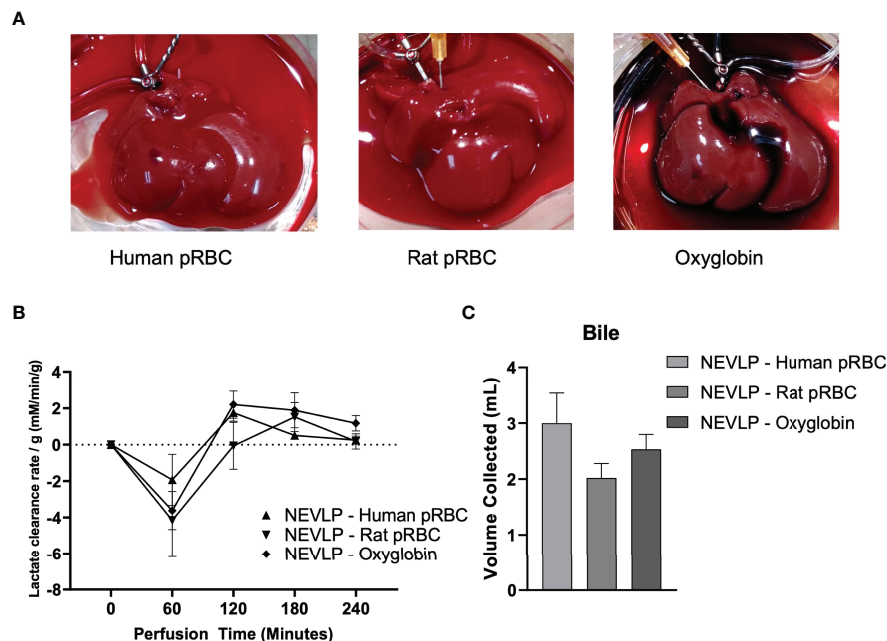 A
Human pRBC
Rat pRBC
Oxyglobin
B
Lactate clearance rate / g (mM/min/g)
4
2
0
-2
-4
-6
-8
NEVLP - Human pRBC
NEVLP - Rat pRBC
NEVLP - Oxyglobin
0 60 120 180 240
Perfusion Time (Minutes)
C
Bile
Volume Collected (mL)
4
3
2
1
0
NEVLP - Human pRBC
NEVLP - Rat pRBC
NEVLP - Oxyglobin